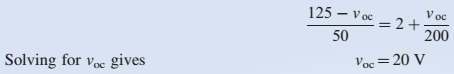 125 − v_oc / 50 = 2 + v_oc / 200
Solving for v_oc gives v_oc = 20 V